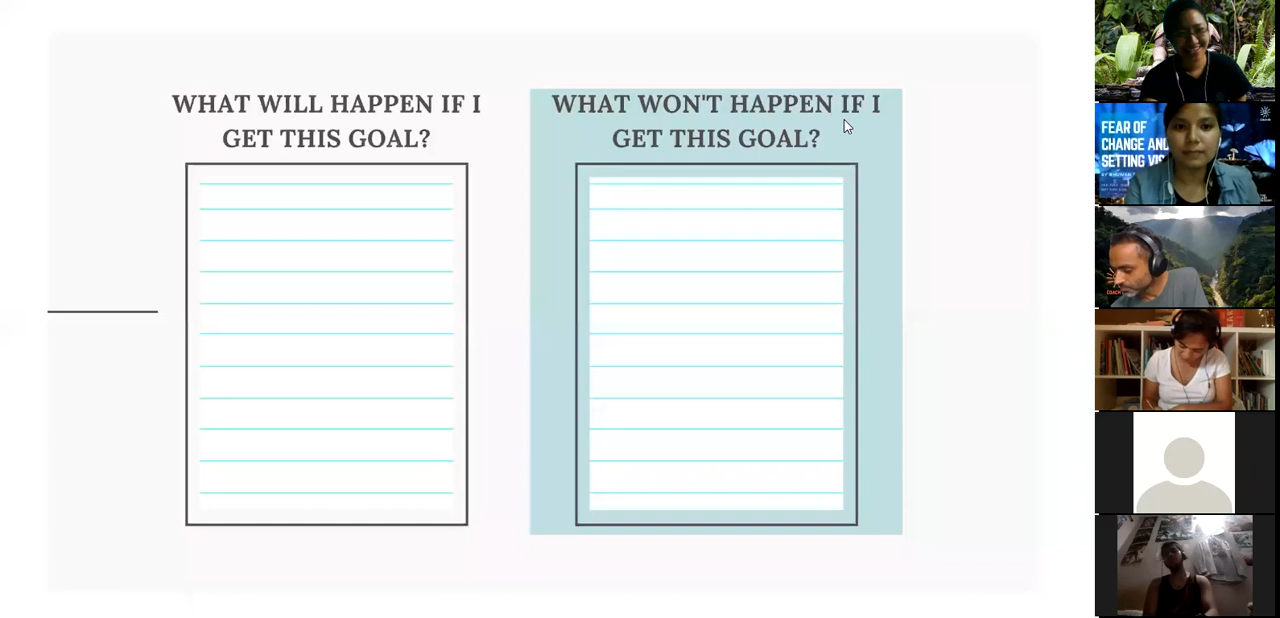 WHAT WILL HAPPEN IF I
GET THIS GOAL?
WHAT WON'T HAPPEN IF I
GET THIS GOAL?
FEAR OF
CHANGE AND
SETTING VIS
COACH